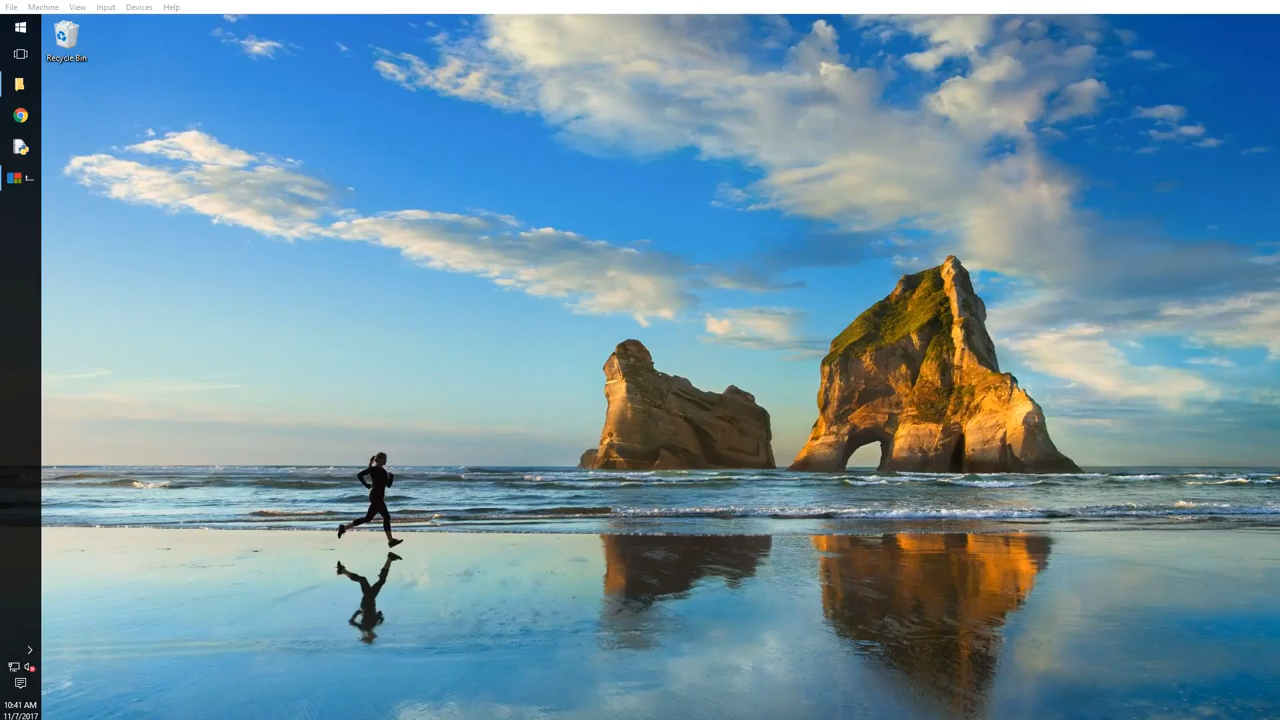 File Machine View Input Devices Help
Recycle Bin
t...
10:41 AM
11/7/2017